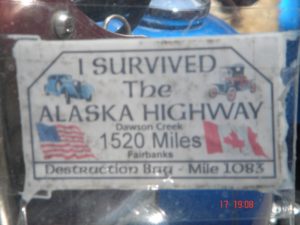 I SURVIVED
The
ALASKA HIGHWAY
Dawson Creek
1520 Miles
Fairbanks
Destruction Bay - Mile 1083
17 19:08